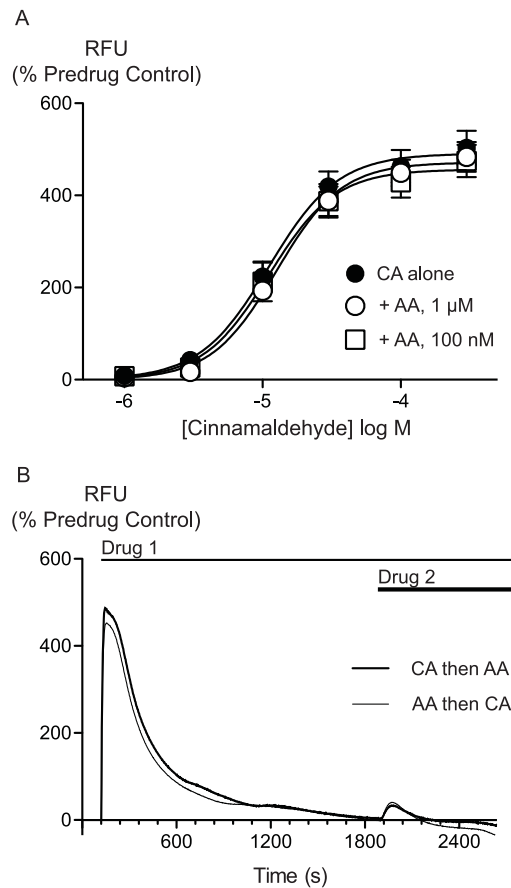 A
RFU
(% Predrug Control)
600
400
200
0
CA alone
+ AA, 1 µM
+ AA, 100 nM
-6
-5
-4
[Cinnamaldehyde] log M
B
RFU
(% Predrug Control)
600
Drug 1
Drug 2
400
CA then AA
AA then CA
200
0
600
1200
1800
2400
Time (s)